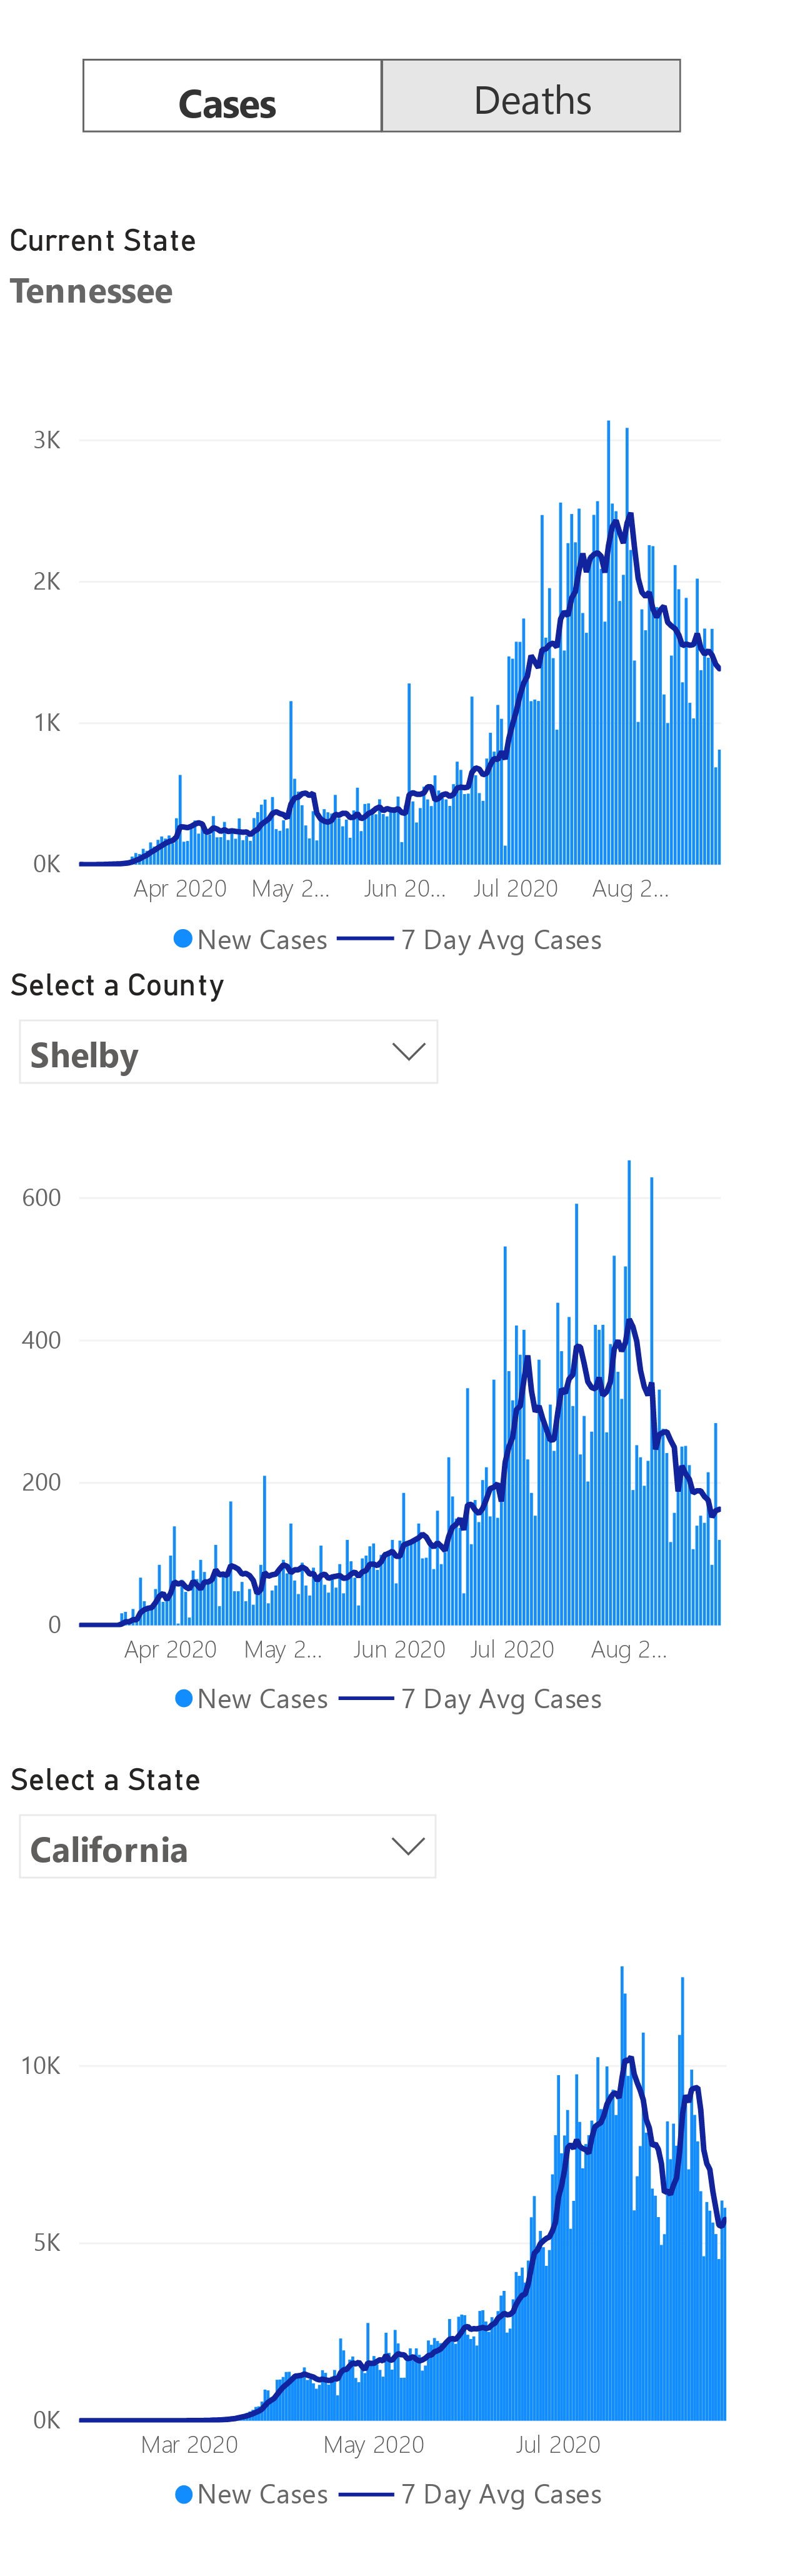 Cases Deaths
Current State
Tennessee
3K
2K
1K
0K
Apr 2020 May 2... Jun 20... Jul 2020 Aug 2...
New Cases 7 Day Avg Cases
Select a County
Shelby
600
400
200
0
Apr 2020 May 2... Jun 2020 Jul 2020 Aug 2...
New Cases 7 Day Avg Cases
Select a State
California
10K
5K
0K
Mar 2020 May 2020 Jul 2020
New Cases 7 Day Avg Cases